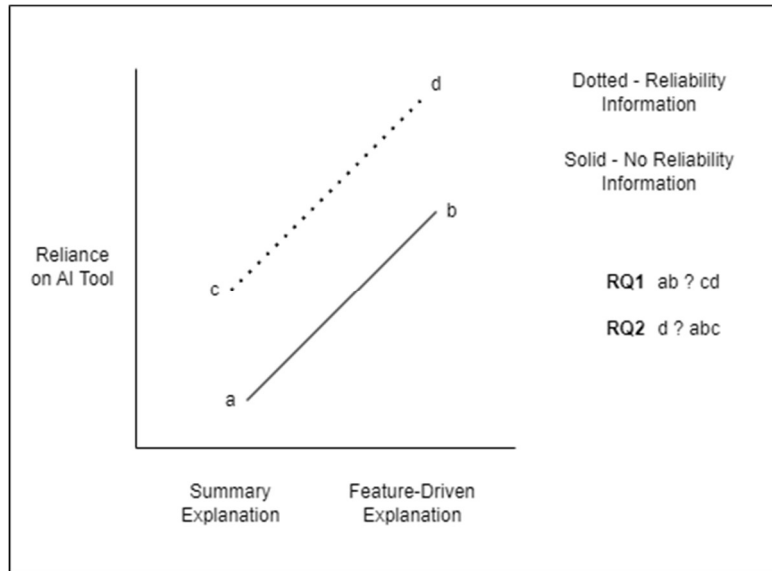 d
Dotted - Reliability
Information
Solid - No Reliability
Information
b
Reliance
on AI Tool
c
RQ1 ab ? cd
RQ2 d ? abc
a
Summary
Explanation
Feature-Driven
Explanation